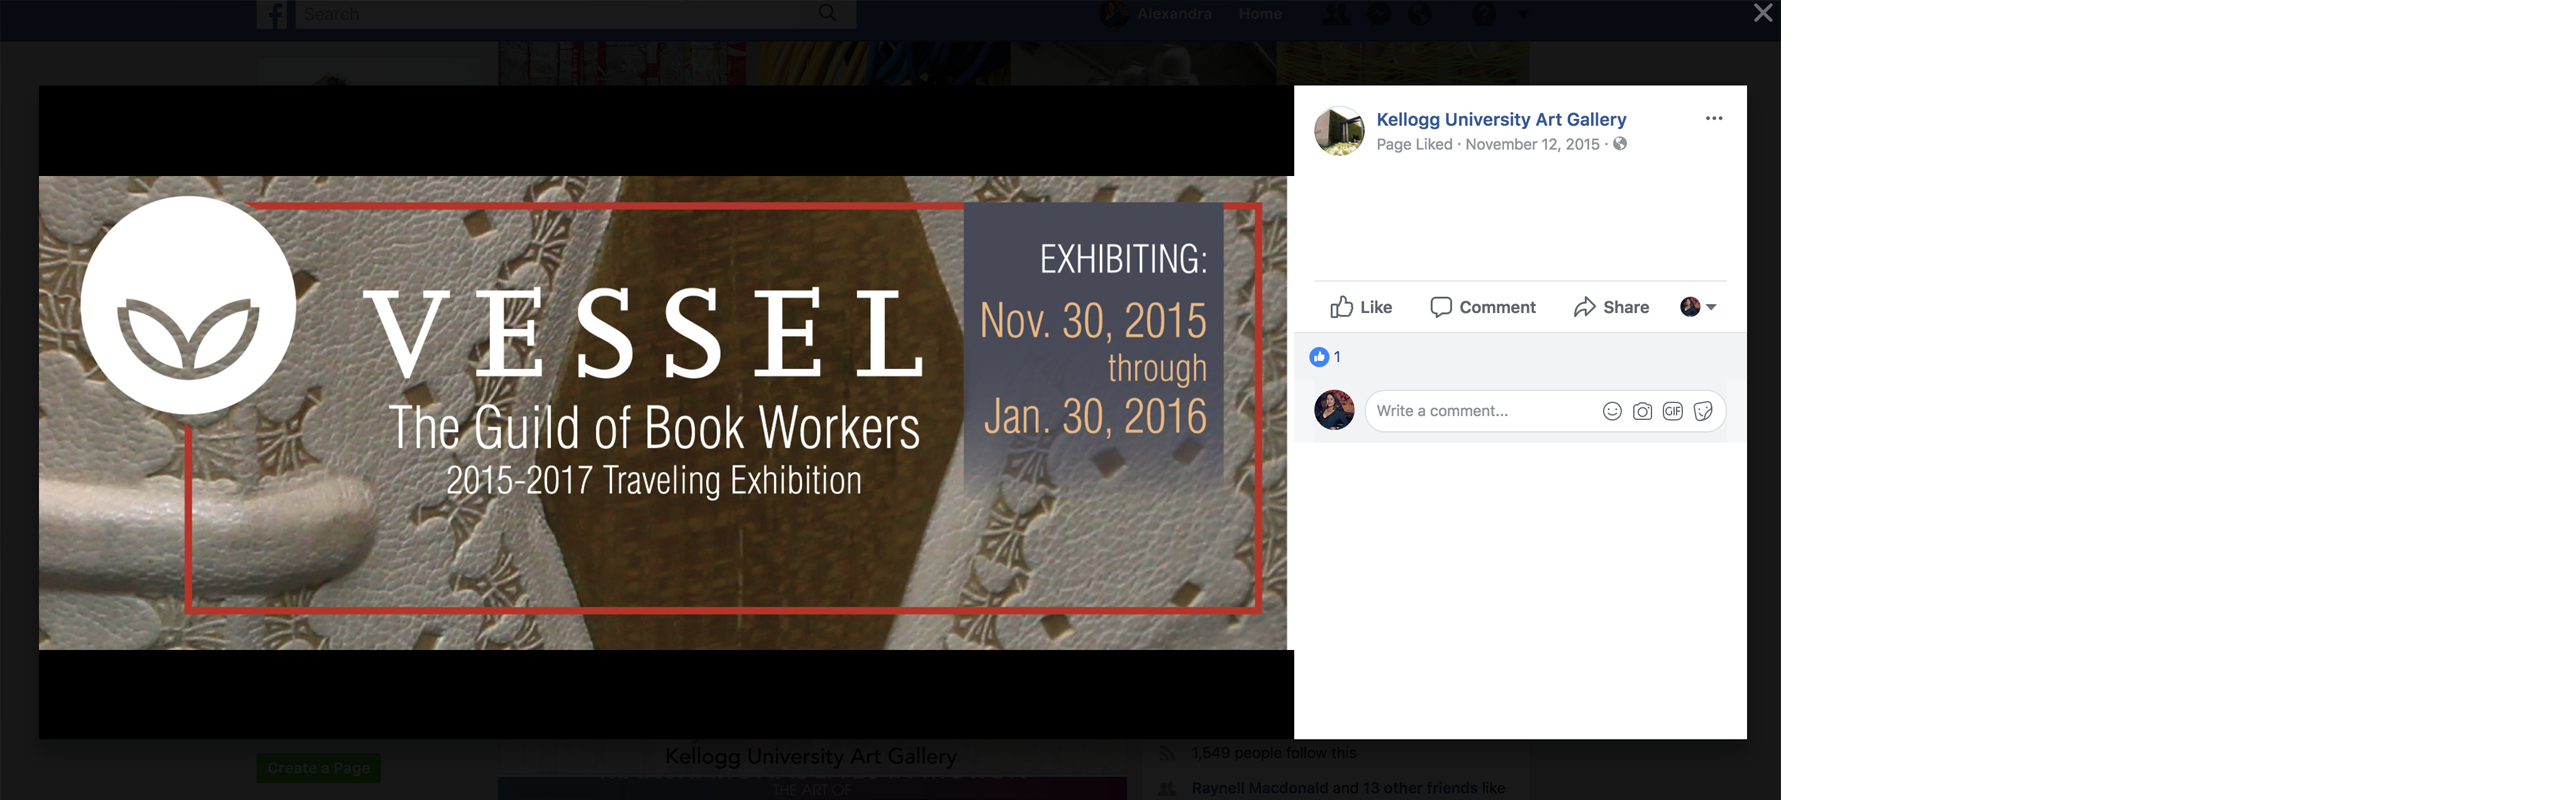 Search
Alexandra
Home
Kellogg University Art Gallery
Page Liked · November 12, 2015 ·
EXHIBITING:
Nov. 30, 2015
through
Jan. 30, 2016
VESSEL
The Guild of Book Workers
2015-2017 Traveling Exhibition
Like
Comment
Share
1
Write a comment...
GIF
Create a Page
Kellogg University Art Gallery
THE ART OF
1,549 people follow this
Raynell Macdonald and 13 other friends like